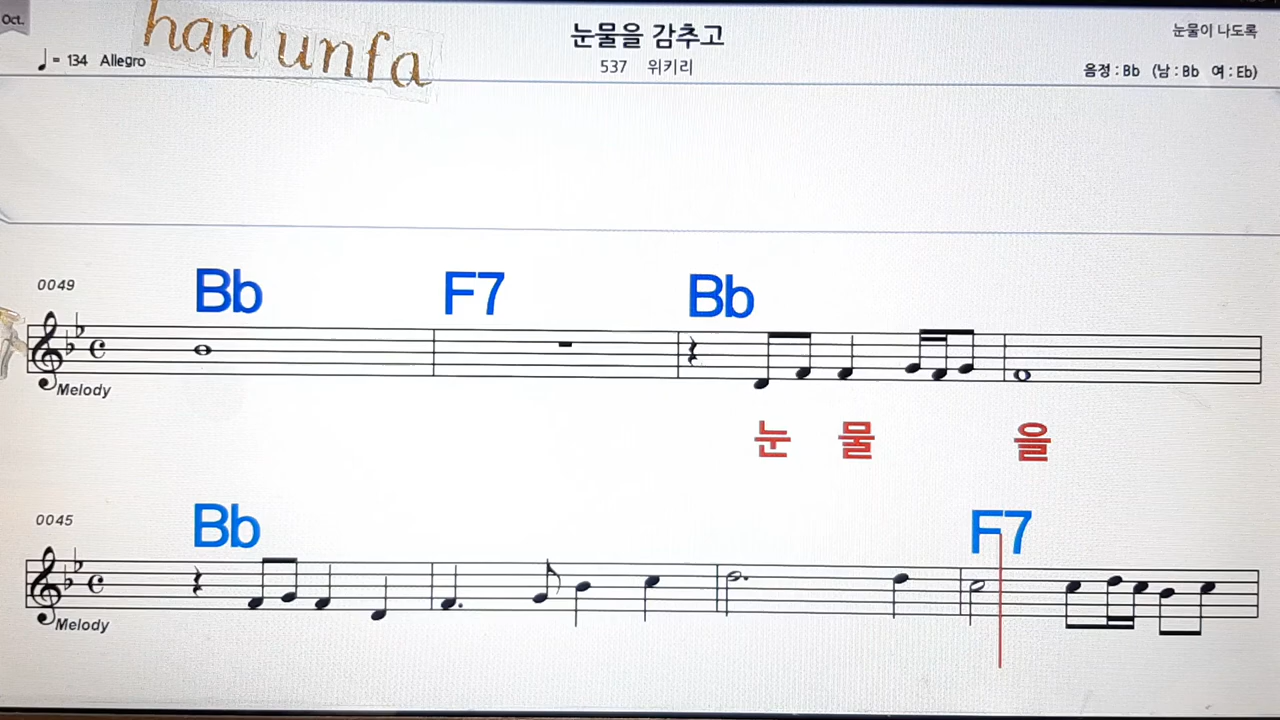 Oct.
han unfa
눈물을 감추고
눈물이 나도록
♩= 134 Allegro
537 위키리
음정 : Bb (남 : Bb 여 : Eb)
0049
Bb F7 Bb
Melody
눈 물 을
0045
Bb F7
Melody